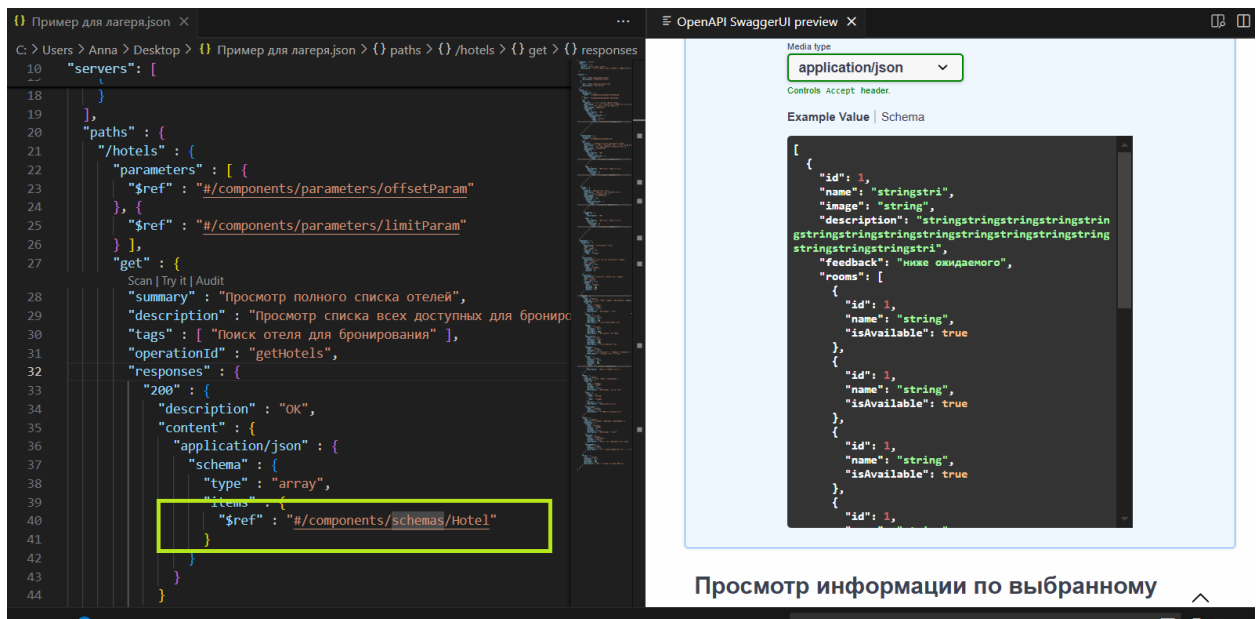 {} Пример для лагеря.json ×
...
C: > Users > Anna > Desktop > {} Пример для лагеря.json > {} paths > {} /hotels > {} get > {} responses
10 "servers": [
18 }
19 ],
20 "paths" : {
21 "/hotels" : {
22 "parameters" : [ {
23 "$ref" : "#/components/parameters/offsetParam"
24 }, {
25 "$ref" : "#/components/parameters/limitParam"
26 } ],
27 "get" : {
Scan | Try it | Audit
28 "summary" : "Просмотр полного списка отелей",
29 "description" : "Просмотр списка всех доступных для брониро
30 "tags" : [ "Поиск отеля для бронирования" ],
31 "operationId" : "getHotels",
32 "responses" : {
33 "200" : {
34 "description" : "OK",
35 "content" : {
36 "application/json" : {
37 "schema" : {
38 "type" : "array",
39 "items" : {
40 "$ref" : "#/components/schemas/Hotel"
41 }
42 }
43 }
44 }
OpenAPI SwaggerUI preview ×
Media type
application/json
Controls Accept header.
Example Value | Schema
[
{
"id": 1,
"name": "stringstri",
"image": "string",
"description": "stringstringstringstringstrin
gstringstringstringstringstringstringstringstring
stringstringstringstri",
"feedback": "ниже ожидаемого",
"rooms": [
{
"id": 1,
"name": "string",
"isAvailable": true
},
{
"id": 1,
"name": "string",
"isAvailable": true
},
{
"id": 1,
"name": "string",
"isAvailable": true
},
{
"id": 1,
Просмотр информации по выбранному